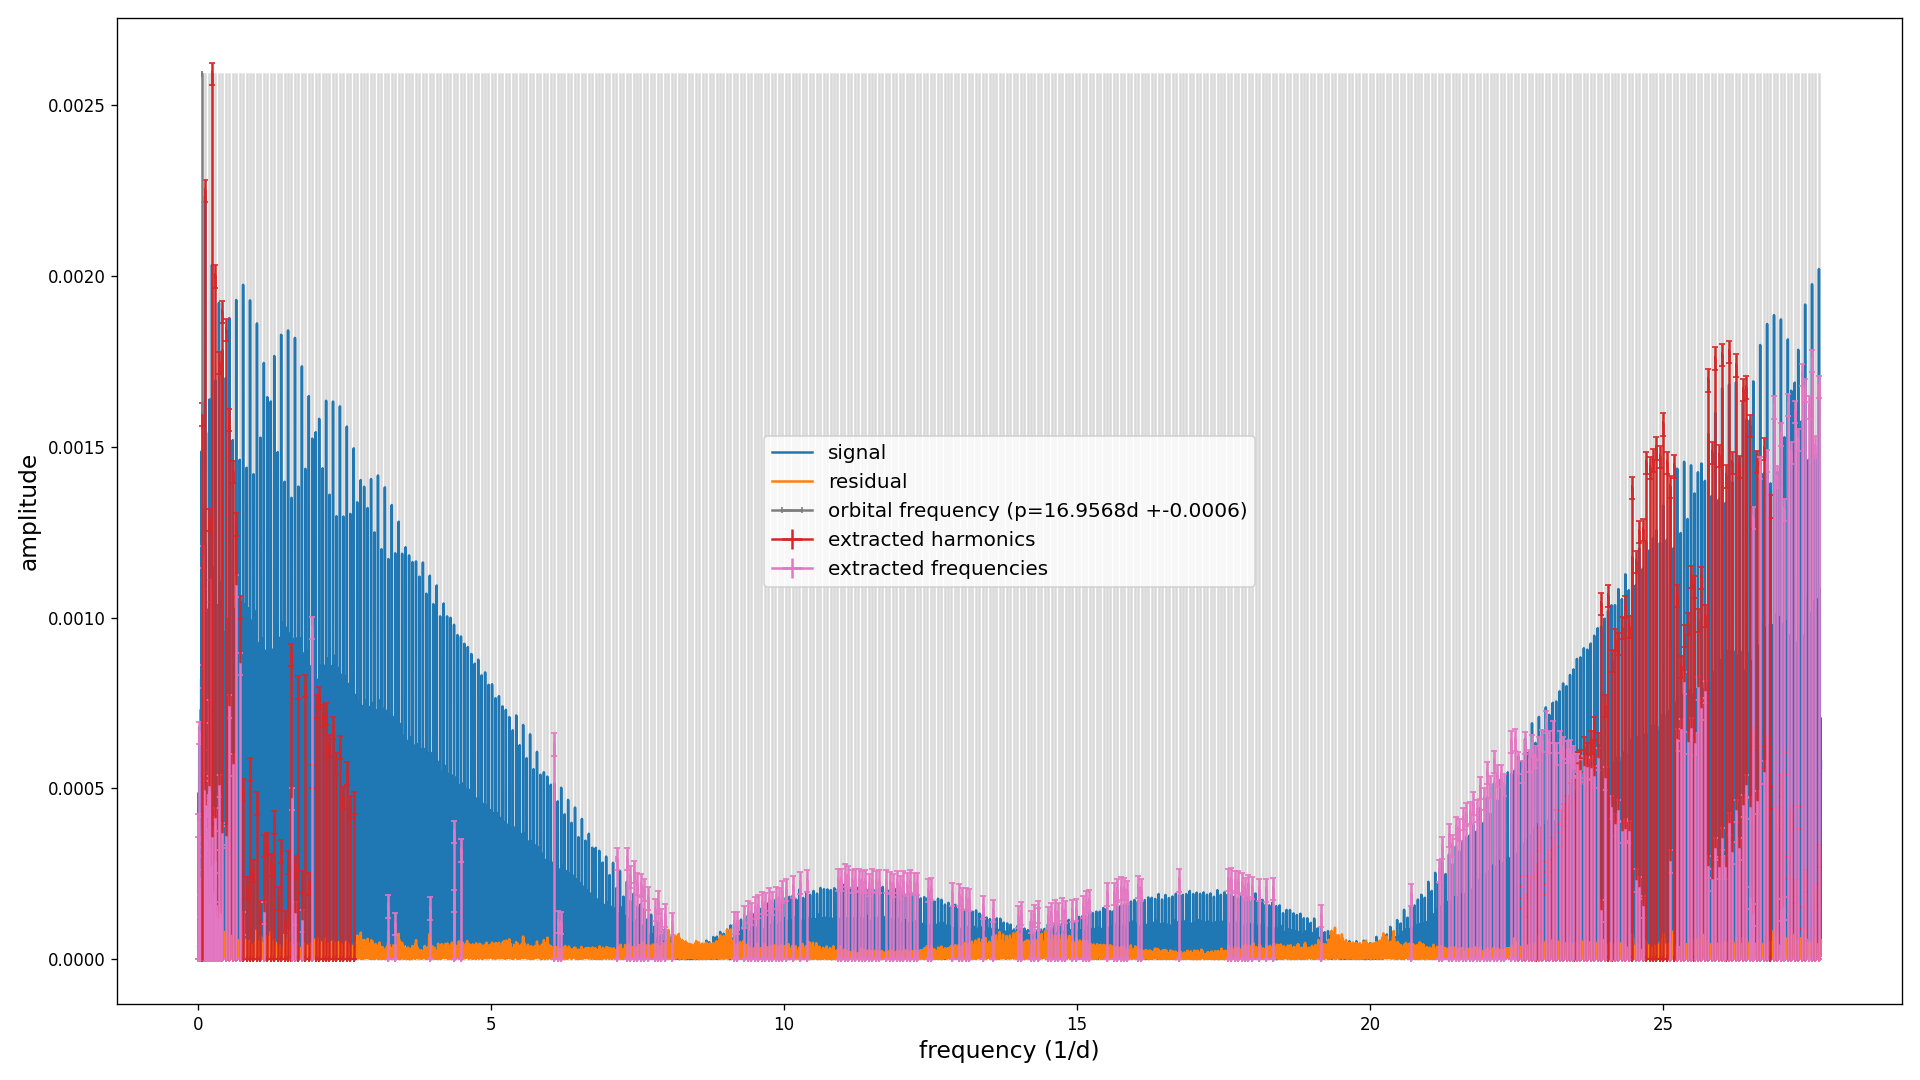 0.0025
0.0020
0.0015
0.0010
0.0005
0.0000
amplitude
signal
residual
orbital frequency (p=16.9568d +-0.0006)
extracted harmonics
extracted frequencies
0 5 10 15 20 25
frequency (1/d)